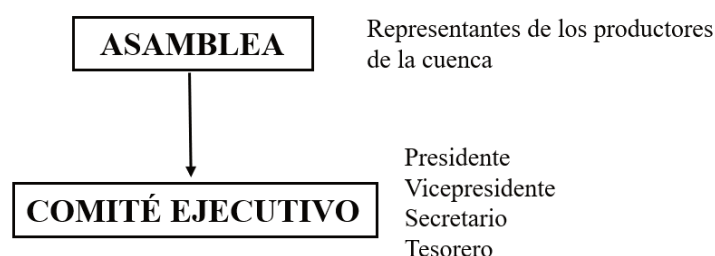 ASAMBLEA
Representantes de los productores
de la cuenca
COMITÉ EJECUTIVO
Presidente
Vicepresidente
Secretario
Tesorero